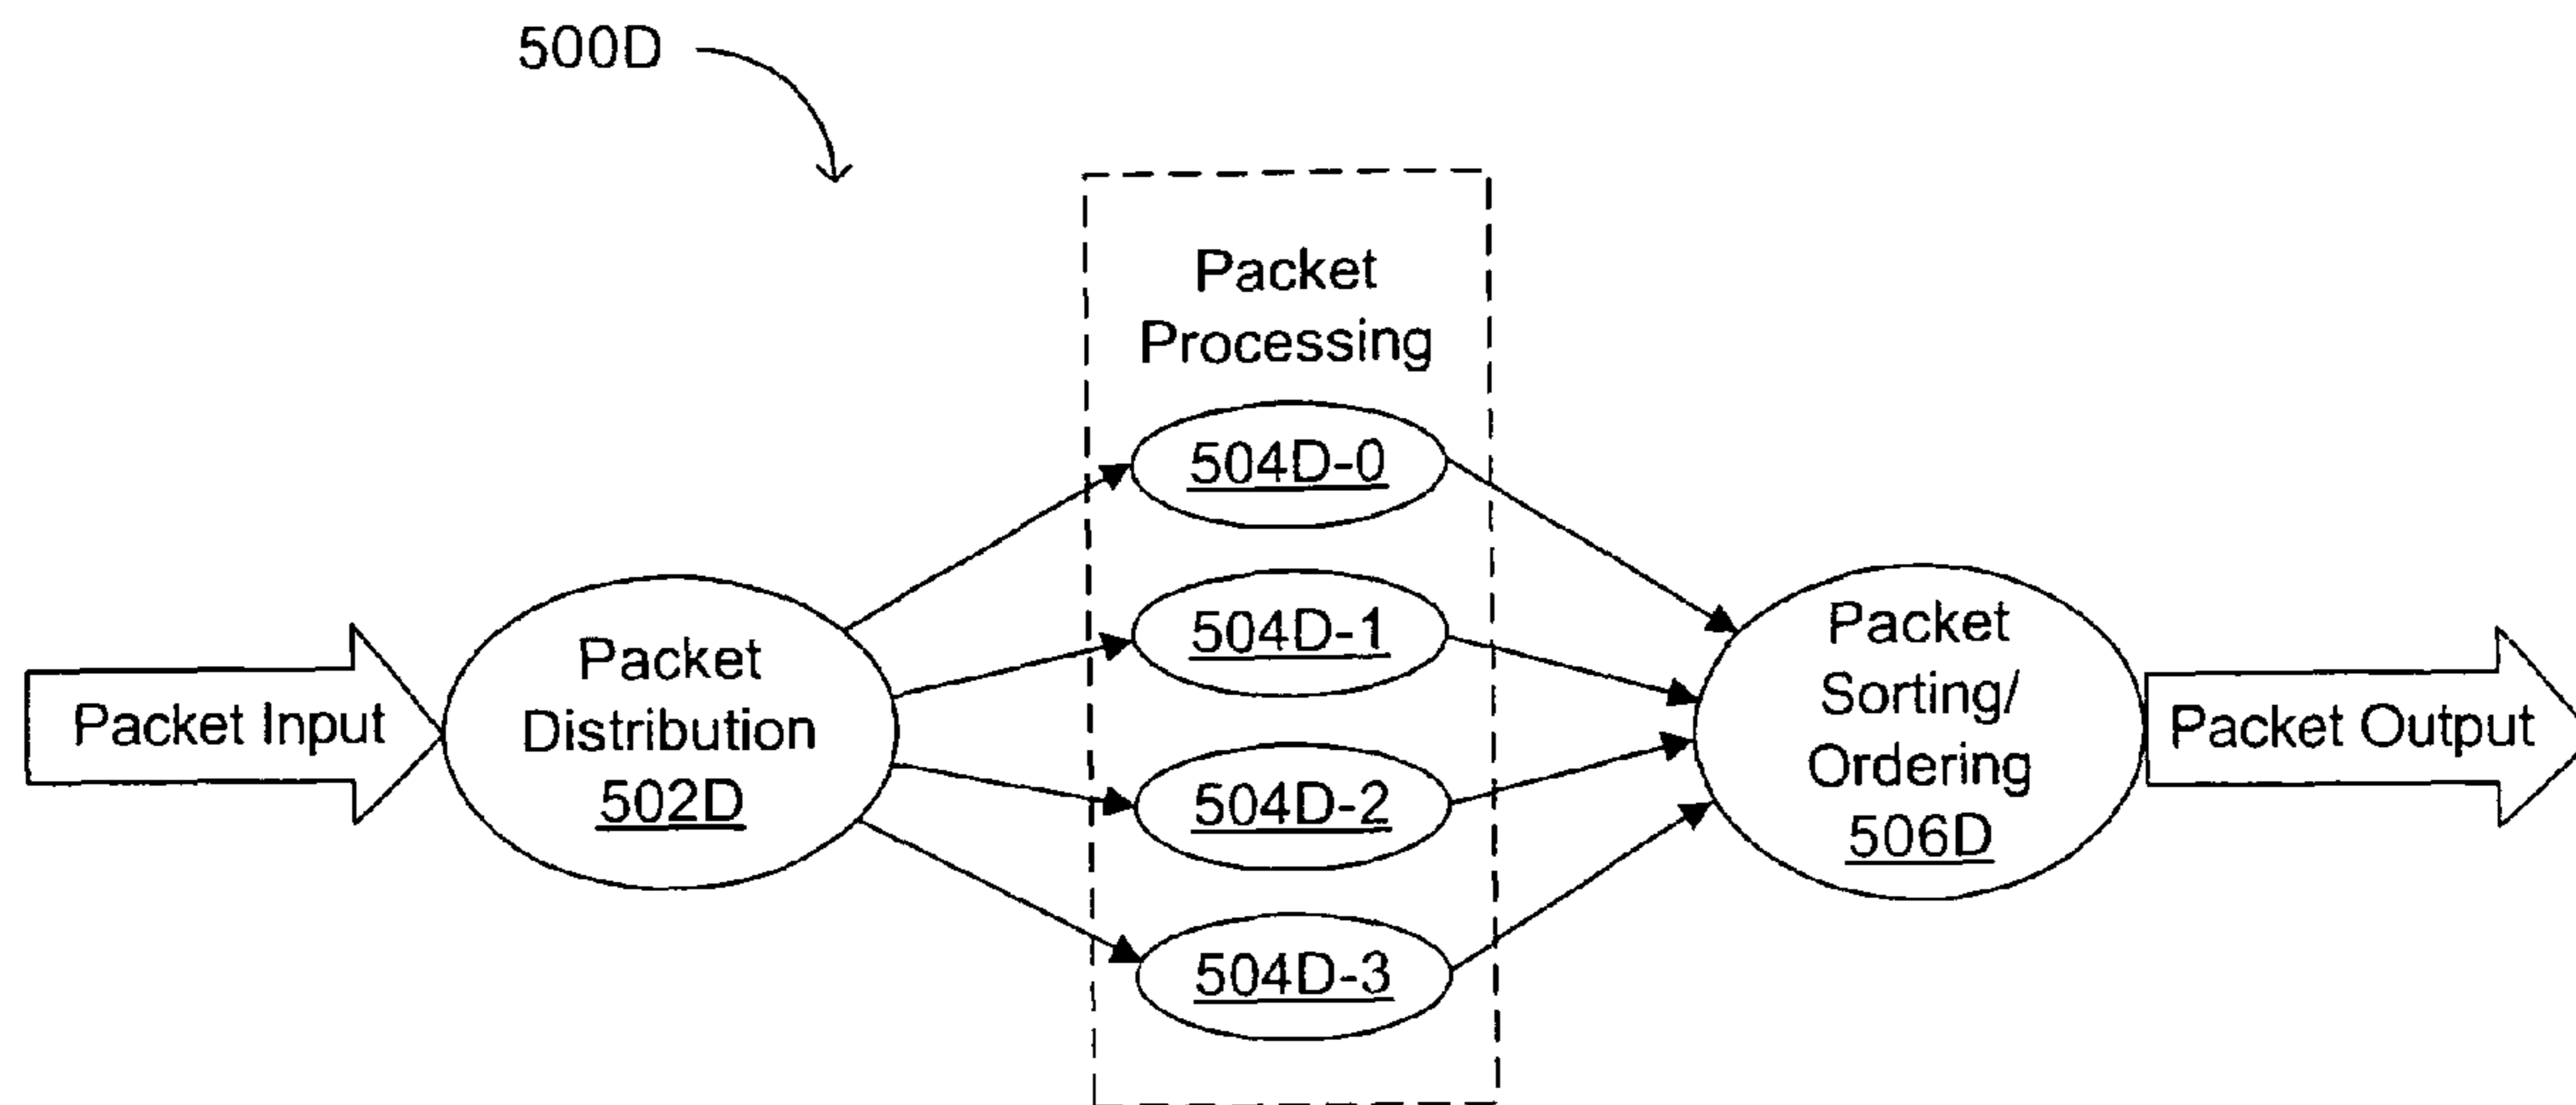 500D
Packet
Processing
504D-0
504D-1
504D-2
504D-3
Packet Input
Packet
Distribution
502D
Packet
Sorting/
Ordering
506D
Packet Output